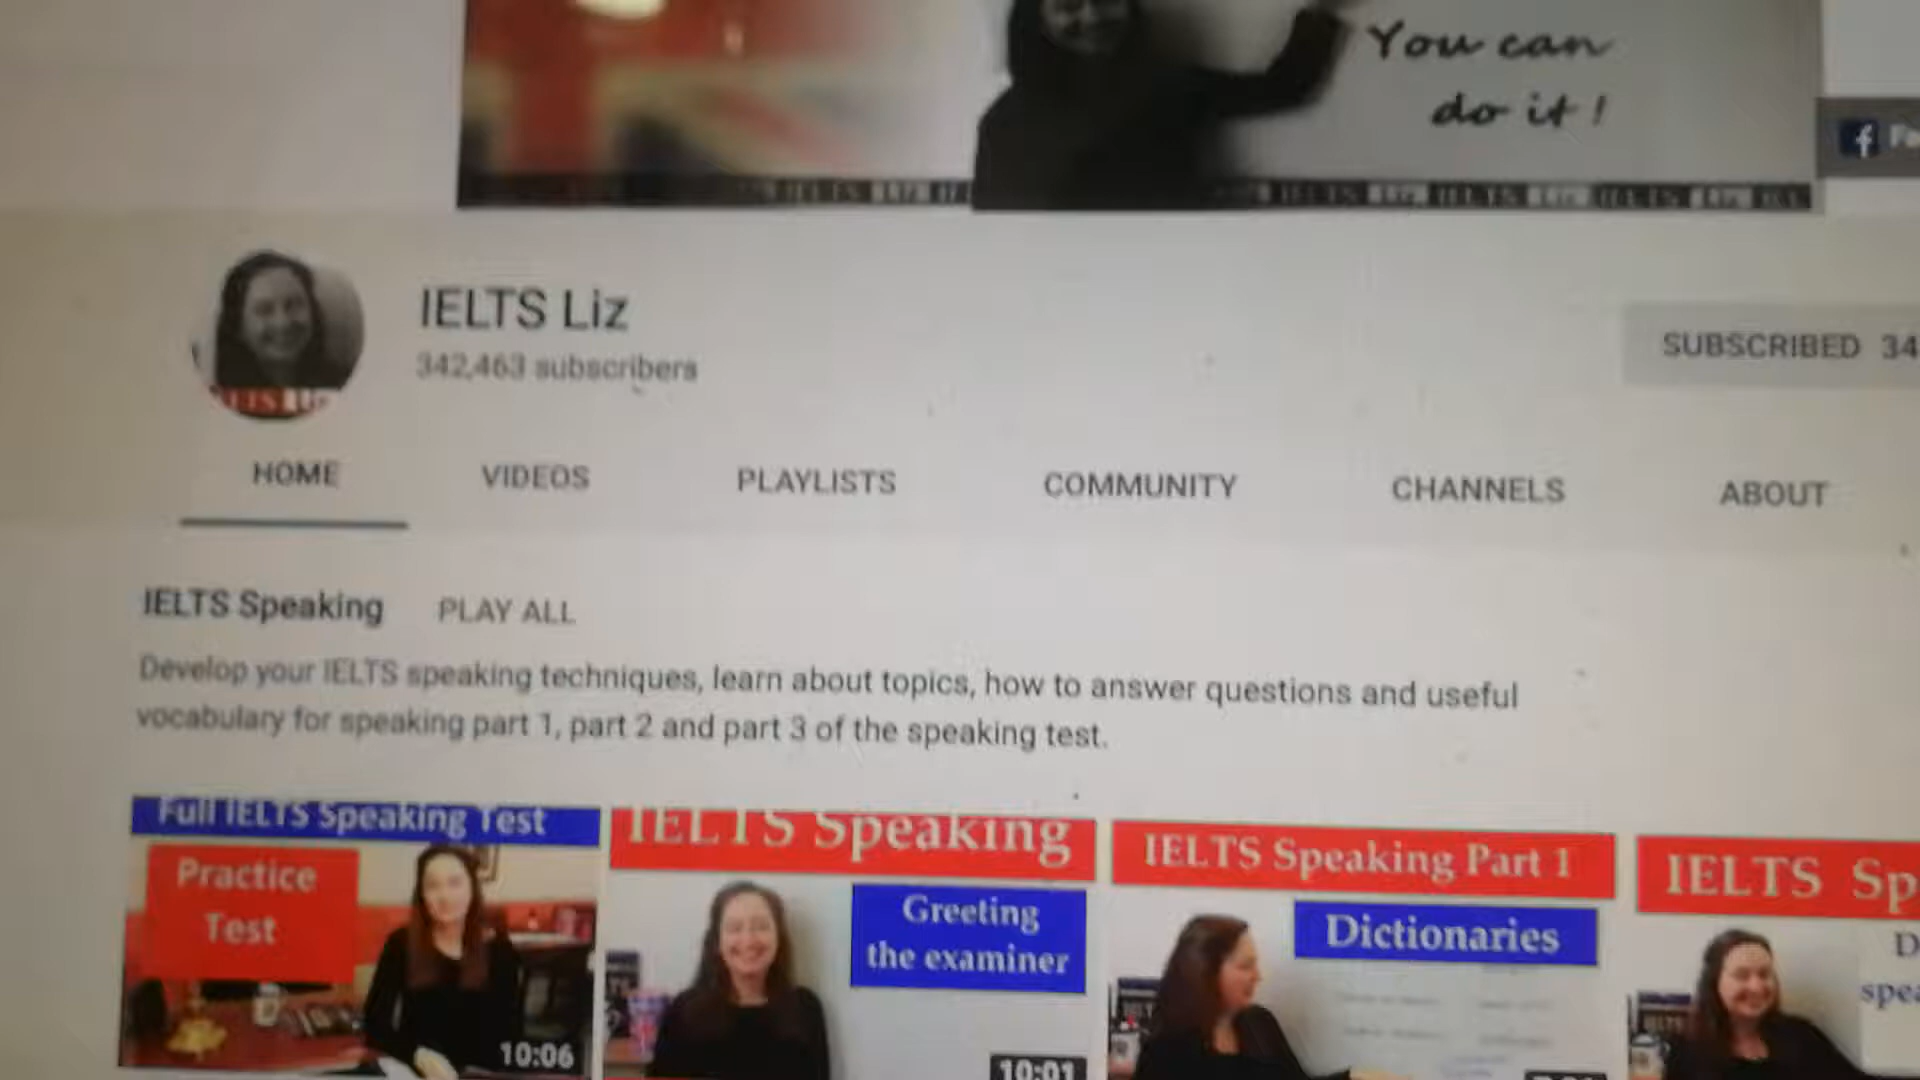 You can
do it !
IELTS Liz
342,463 subscribers
SUBSCRIBED 34
HOME VIDEOS PLAYLISTS COMMUNITY CHANNELS ABOUT
IELTS Speaking PLAY ALL
Develop your IELTS speaking techniques, learn about topics, how to answer questions and useful
vocabulary for speaking part 1, part 2 and part 3 of the speaking test.
Full IELTS Speaking Test
Practice
Test
10:06
IELTS Speaking
Greeting
the examiner
10:01
IELTS Speaking Part 1
Dictionaries
IELTS Sp